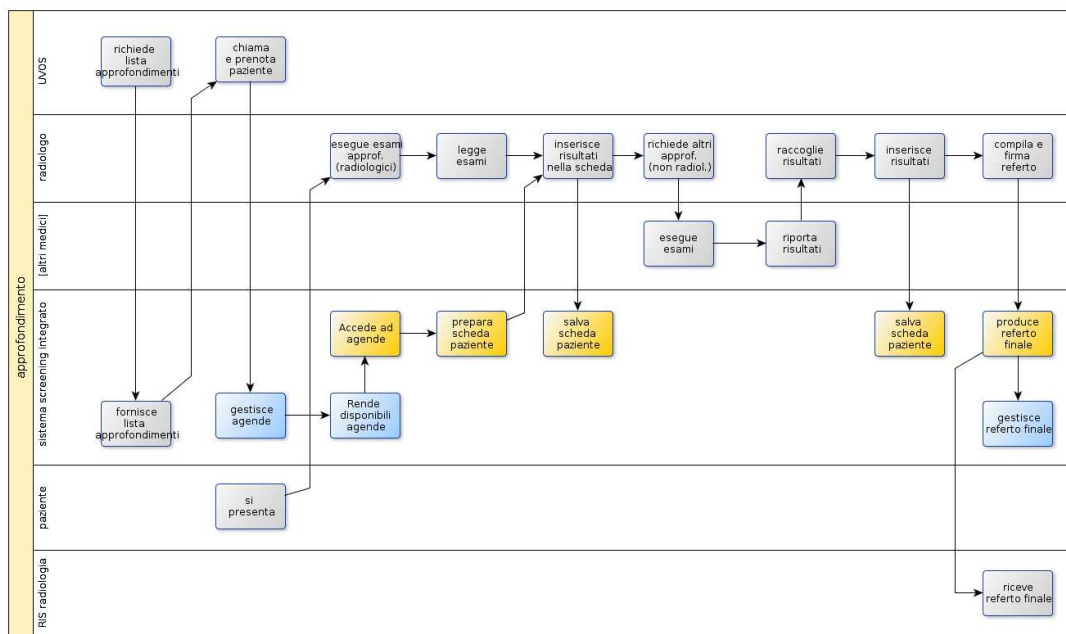 approfondimento
UVOS
richiede
lista
approfondimenti
chiama
e prenota
paziente
radiologo
esegue esami
approf.
(radiologici)
legge
esami
inserisce
risultati
nella scheda
richiede altri
approf.
(non radiol.)
raccoglie
risultati
inserisce
risultati
compila e
firma
referto
[altri medici]
esegue
esami
riporta
risultati
sistema screening integrato
Accede ad
agende
prepara
scheda
paziente
salva
scheda
paziente
salva
scheda
paziente
produce
referto
finale
fornisce
lista
approfondimenti
gestisce
agende
Rende
disponibili
agende
gestisce
referto finale
paziente
si
presenta
RIS radiologia
riceve
referto finale